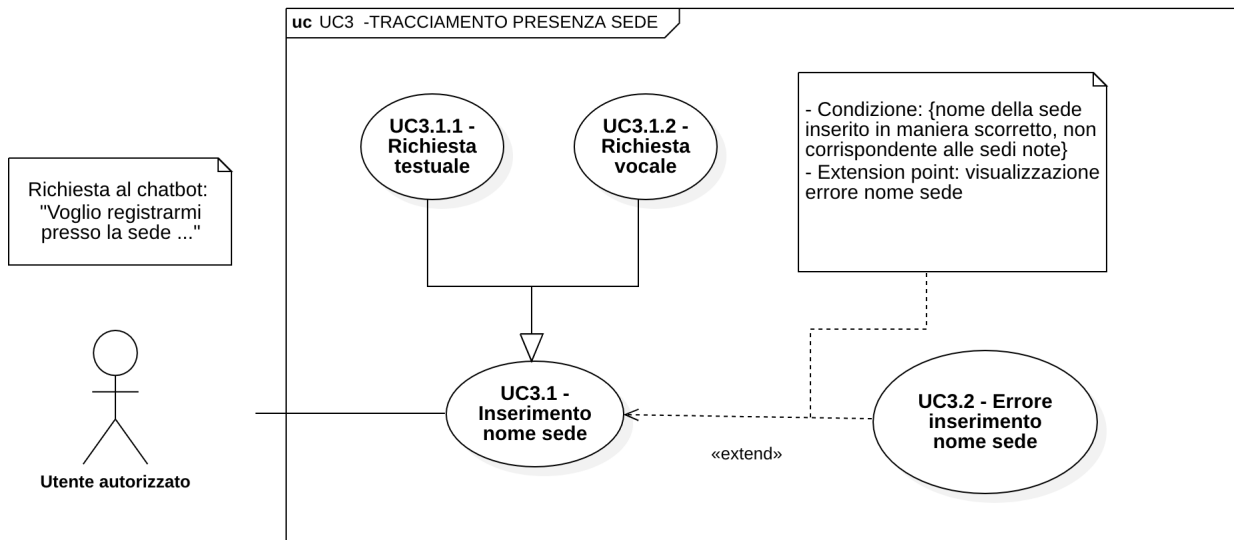 uc UC3 -TRACCIAMENTO PRESENZA SEDE
UC3.1.1 -
Richiesta
testuale
UC3.1.2 -
Richiesta
vocale
- Condizione: {nome della sede
inserito in maniera scorretto, non
corrispondente alle sedi note}
- Extension point: visualizzazione
errore nome sede
Richiesta al chatbot:
"Voglio registrarmi
presso la sede ..."
UC3.1 -
Inserimento
nome sede
UC3.2 - Errore
inserimento
nome sede
«extend»
Utente autorizzato